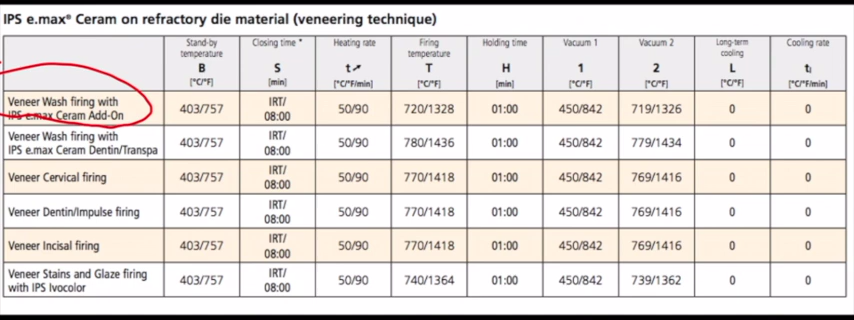 IPS e.max® Ceram on refractory die material (veneering technique)
Stand-by temperature B [°C/°F] Closing time * S [min] Heating rate t↗ [°C/°F/min] Firing temperature T [°C/°F] Holding time H [min] Vacuum 1 1 [°C/°F] Vacuum 2 2 [°C/°F] Long-term cooling L [°C/°F] Cooling rate t↓ [°C/°F/min]
Veneer Wash firing with IPS e.max Ceram Add-On 403/757 IRT/ 08:00 50/90 720/1328 01:00 450/842 719/1326 0 0
Veneer Wash firing with IPS e.max Ceram Dentin/Transpa 403/757 IRT/ 08:00 50/90 780/1436 01:00 450/842 779/1434 0 0
Veneer Cervical firing 403/757 IRT/ 08:00 50/90 770/1418 01:00 450/842 769/1416 0 0
Veneer Dentin/Impulse firing 403/757 IRT/ 08:00 50/90 770/1418 01:00 450/842 769/1416 0 0
Veneer Incisal firing 403/757 IRT/ 08:00 50/90 770/1418 01:00 450/842 769/1416 0 0
Veneer Stains and Glaze firing with IPS Ivocolor 403/757 IRT/ 08:00 50/90 740/1364 01:00 450/842 739/1362 0 0